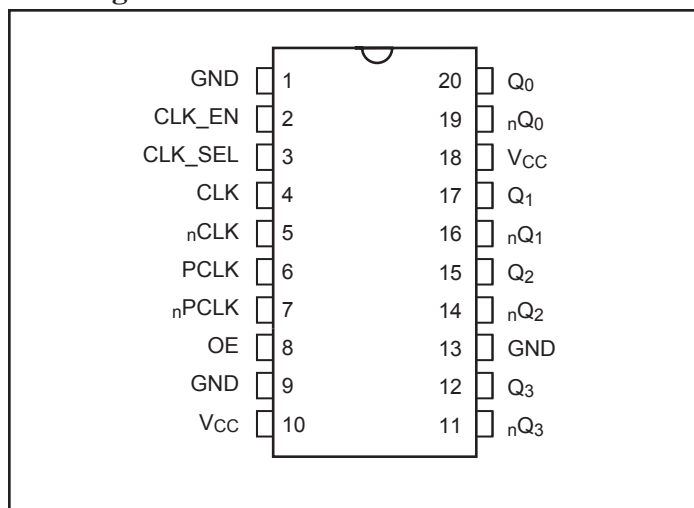 GND 1 20 Q0
CLK_EN 2 19 nQ0
CLK_SEL 3 18 VCC
CLK 4 17 Q1
nCLK 5 16 nQ1
PCLK 6 15 Q2
nPCLK 7 14 nQ2
OE 8 13 GND
GND 9 12 Q3
VCC 10 11 nQ3